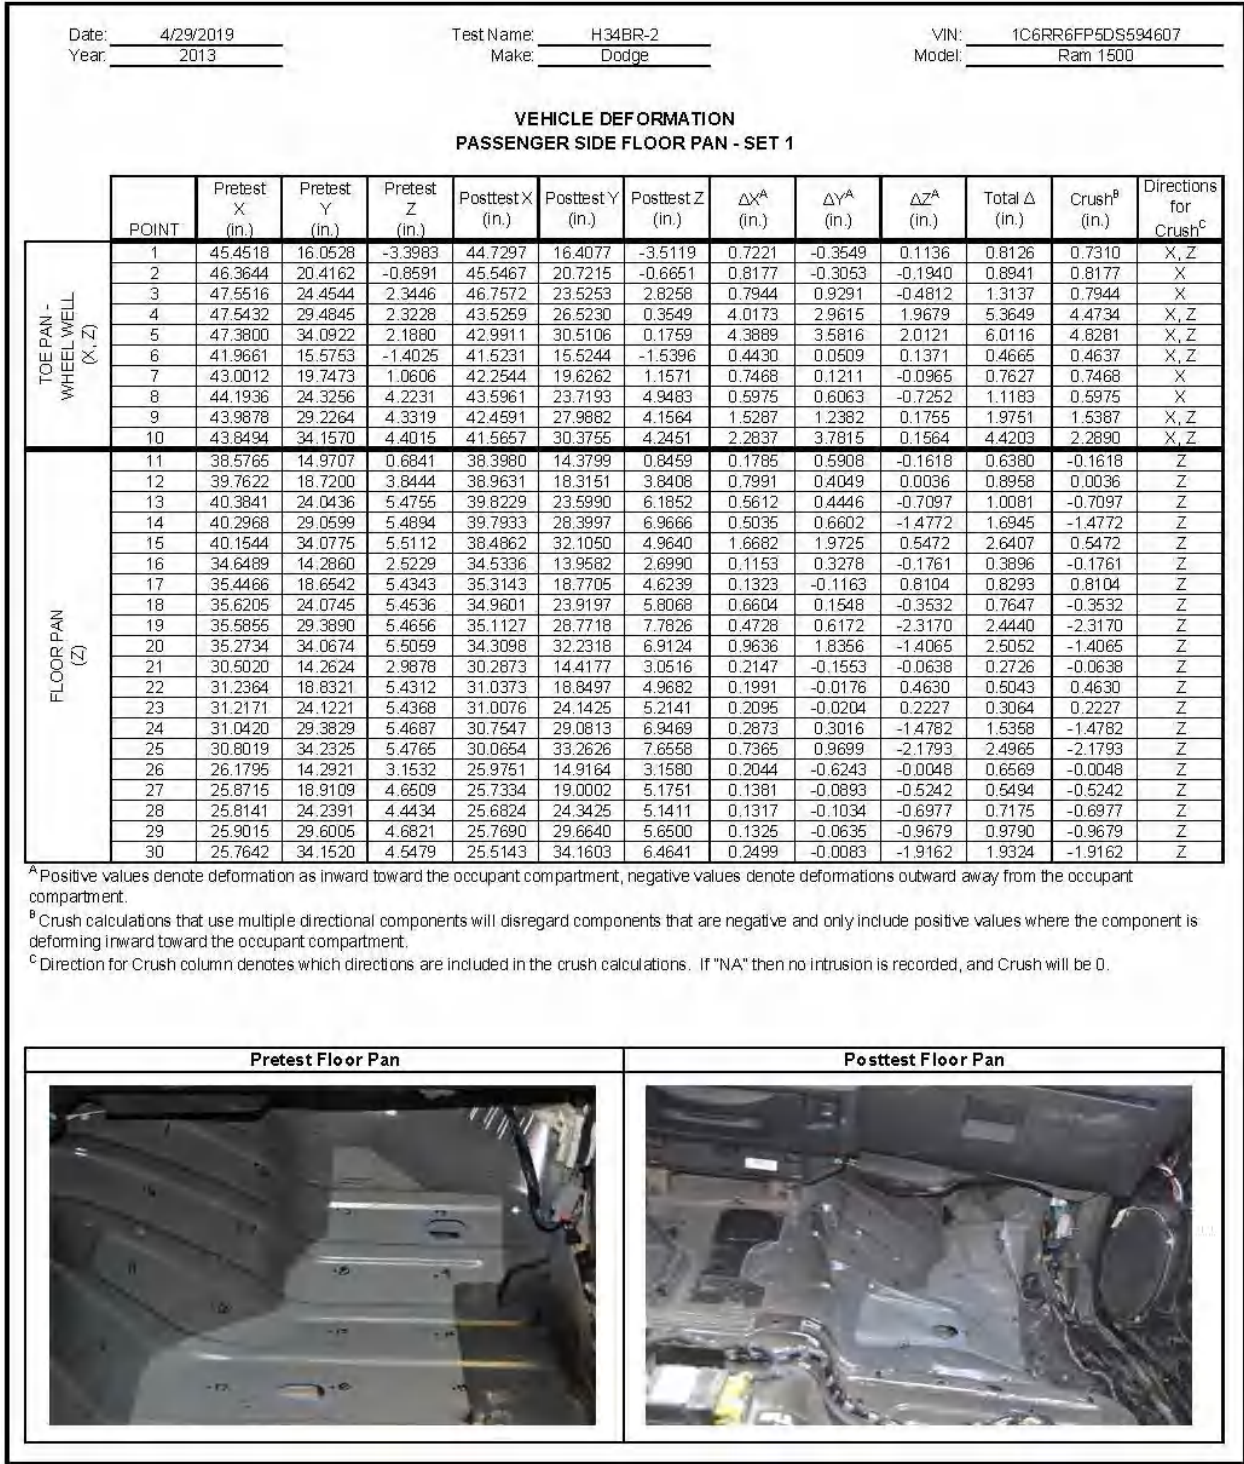 Date: 4/29/2019 Test Name: H34BR-2 VIN: 1C6RR6FP5DS594607
Year: 2013 Make: Dodge Model: Ram 1500
VEHICLE DEFORMATION
PASSENGER SIDE FLOOR PAN - SET 1
POINT Pretest X (in.) Pretest Y (in.) Pretest Z (in.) Posttest X (in.) Posttest Y (in.) Posttest Z (in.) ΔX^A (in.) ΔY^A (in.) ΔZ^A (in.) Total Δ (in.) Crush^B (in.) Directions for Crush^C
TOE PAN - WHEEL WELL (X, Z)
1 45.4518 16.0528 -3.3983 44.7297 16.4077 -3.5119 0.7221 -0.3549 0.1136 0.8126 0.7310 X, Z
2 46.3644 20.4162 -0.8591 45.5467 20.7215 -0.6651 0.8177 -0.3053 -0.1940 0.8941 0.8177 X
3 47.5516 24.4544 2.3446 46.7572 23.5253 2.8258 0.7944 0.9291 -0.4812 1.3137 0.7944 X
4 47.5432 29.4845 2.3228 43.5259 26.5230 0.3549 4.0173 2.9615 1.9679 5.3649 4.4734 X, Z
5 47.3800 34.0922 2.1880 42.9911 30.5106 0.1759 4.3889 3.5816 2.0121 6.0116 4.8281 X, Z
6 41.9661 15.5753 -1.4025 41.5231 15.5244 -1.5396 0.4430 0.0509 0.1371 0.4665 0.4637 X, Z
7 43.0012 19.7473 1.0606 42.2544 19.6262 1.1571 0.7468 0.1211 -0.0965 0.7627 0.7468 X
8 44.1936 24.3256 4.2231 43.5961 23.7193 4.9483 0.5975 0.6063 -0.7252 1.1183 0.5975 X
9 43.9878 29.2264 4.3319 42.4591 27.9882 4.1564 1.5287 1.2382 0.1755 1.9751 1.5387 X, Z
10 43.8494 34.1570 4.4015 41.5657 30.3755 4.2451 2.2837 3.7815 0.1564 4.4203 2.2890 X, Z
FLOOR PAN (Z)
11 38.5765 14.9707 0.6841 38.3980 14.3799 0.8459 0.1785 0.5908 -0.1618 0.6380 -0.1618 Z
12 39.7622 18.7200 3.8444 38.9631 18.3151 3.8408 0.7991 0.4049 0.0036 0.8958 0.0036 Z
13 40.3841 24.0436 5.4755 39.8229 23.5990 6.1852 0.5612 0.4446 -0.7097 1.0081 -0.7097 Z
14 40.2968 29.0599 5.4894 39.7933 28.3997 6.9666 0.5035 0.6602 -1.4772 1.6945 -1.4772 Z
15 40.1544 34.0775 5.5112 38.4862 32.1050 4.9640 1.6682 1.9725 0.5472 2.6407 0.5472 Z
16 34.6489 14.2860 2.5229 34.5336 13.9582 2.6990 0.1153 0.3278 -0.1761 0.3896 -0.1761 Z
17 35.4466 18.6542 5.4343 35.3143 18.7705 4.6239 0.1323 -0.1163 0.8104 0.8293 0.8104 Z
18 35.6205 24.0745 5.4536 34.9601 23.9197 5.8068 0.6604 0.1548 -0.3532 0.7647 -0.3532 Z
19 35.5855 29.3890 5.4656 35.1127 28.7718 7.7826 0.4728 0.6172 -2.3170 2.4440 -2.3170 Z
20 35.2734 34.0674 5.5059 34.3098 32.2318 6.9124 0.9636 1.8356 -1.4065 2.5052 -1.4065 Z
21 30.5020 14.2624 2.9878 30.2873 14.4177 3.0516 0.2147 -0.1553 -0.0638 0.2726 -0.0638 Z
22 31.2364 18.8321 5.4312 31.0373 18.8497 4.9682 0.1991 -0.0176 0.4630 0.5043 0.4630 Z
23 31.2171 24.1221 5.4368 31.0076 24.1425 5.2141 0.2095 -0.0204 0.2227 0.3064 0.2227 Z
24 31.0420 29.3829 5.4687 30.7547 29.0813 6.9469 0.2873 0.3016 -1.4782 1.5358 -1.4782 Z
25 30.8019 34.2325 5.4765 30.0654 33.2626 7.6558 0.7365 0.9699 -2.1793 2.4965 -2.1793 Z
26 26.1795 14.2921 3.1532 25.9751 14.9164 3.1580 0.2044 -0.6243 -0.0048 0.6569 -0.0048 Z
27 25.8715 18.9109 4.6509 25.7334 19.0002 5.1751 0.1381 -0.0893 -0.5242 0.5494 -0.5242 Z
28 25.8141 24.2391 4.4434 25.6824 24.3425 5.1411 0.1317 -0.1034 -0.6977 0.7175 -0.6977 Z
29 25.9015 29.6005 4.6821 25.7690 29.6640 5.6500 0.1325 -0.0635 -0.9679 0.9790 -0.9679 Z
30 25.7642 34.1520 4.5479 25.5143 34.1603 6.4641 0.2499 -0.0083 -1.9162 1.9324 -1.9162 Z
A Positive values denote deformation as inward toward the occupant compartment, negative values denote deformations outward away from the occupant
compartment.
B Crush calculations that use multiple directional components will disregard components that are negative and only include positive values where the component is
deforming inward toward the occupant compartment.
C Direction for Crush column denotes which directions are included in the crush calculations. If "NA" then no intrusion is recorded, and Crush will be 0.
Pretest Floor Pan Posttest Floor Pan